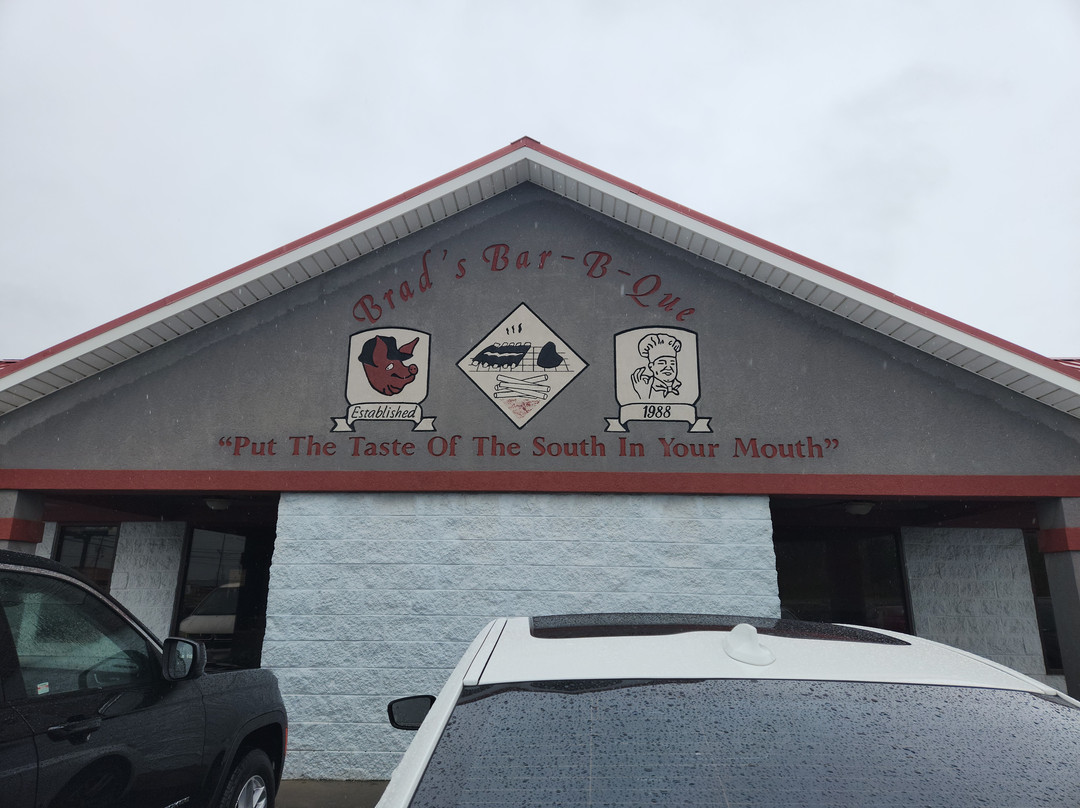 Brad's Bar-B-Que
Established
1988
“Put The Taste Of The South In Your Mouth”